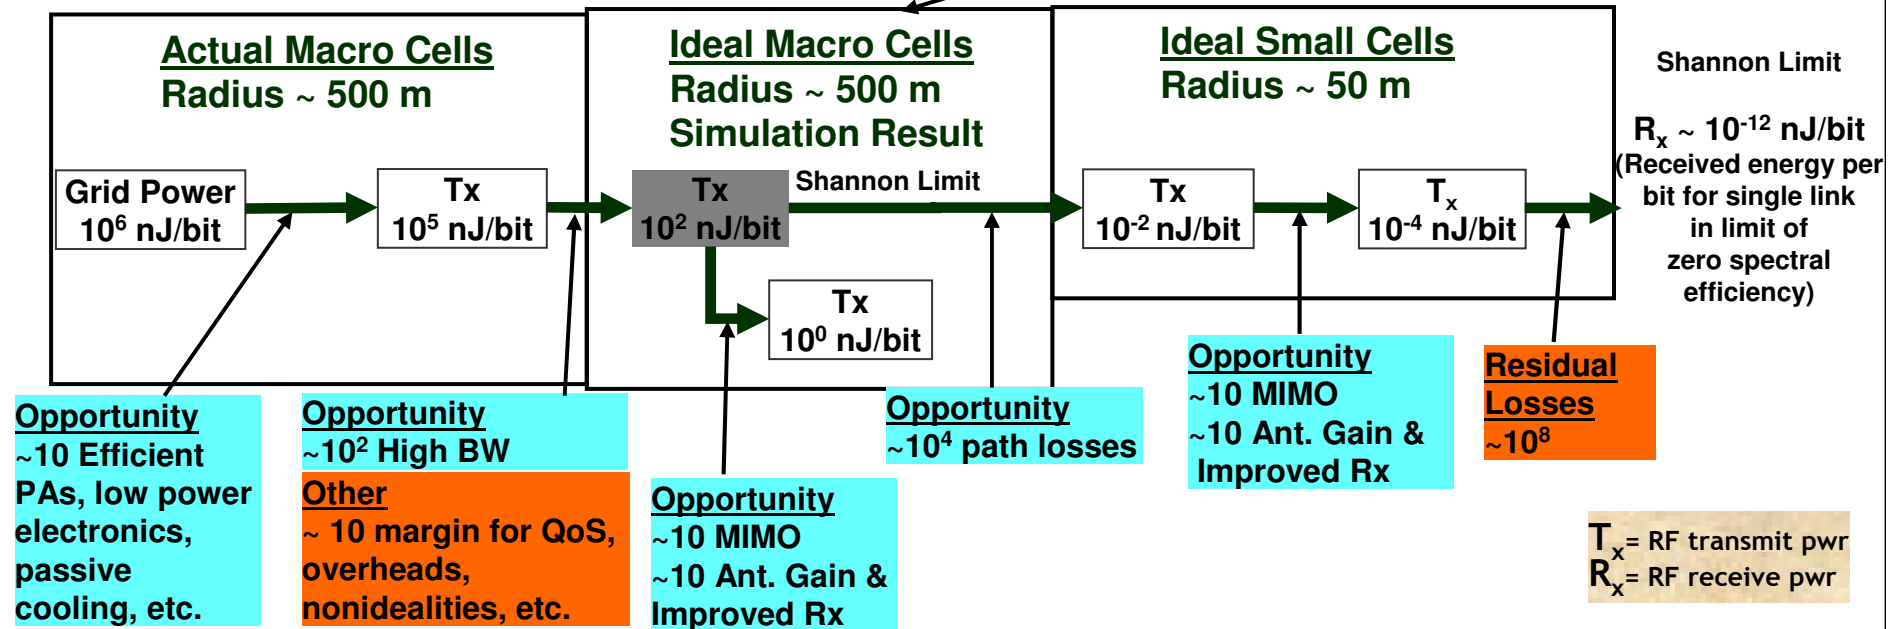 Actual Macro Cells
Radius ~ 500 m
Grid Power
10⁶ nJ/bit
Tx
10⁵ nJ/bit
Ideal Macro Cells
Radius ~ 500 m
Simulation Result
Tx
10² nJ/bit
Shannon Limit
Tx
10⁰ nJ/bit
Ideal Small Cells
Radius ~ 50 m
Tx
10⁻² nJ/bit
Tₓ
10⁻⁴ nJ/bit
Shannon Limit
Rₓ ~ 10⁻¹² nJ/bit
(Received energy per
bit for single link
in limit of
zero spectral
efficiency)
Opportunity
~10 Efficient
PAs, low power
electronics,
passive
cooling, etc.
Opportunity
~10² High BW
Other
~ 10 margin for QoS,
overheads,
nonidealities, etc.
Opportunity
~10 MIMO
~10 Ant. Gain &
Improved Rx
Opportunity
~10⁴ path losses
Opportunity
~10 MIMO
~10 Ant. Gain &
Improved Rx
Residual
Losses
~10⁸
Tₓ= RF transmit pwr
Rₓ= RF receive pwr